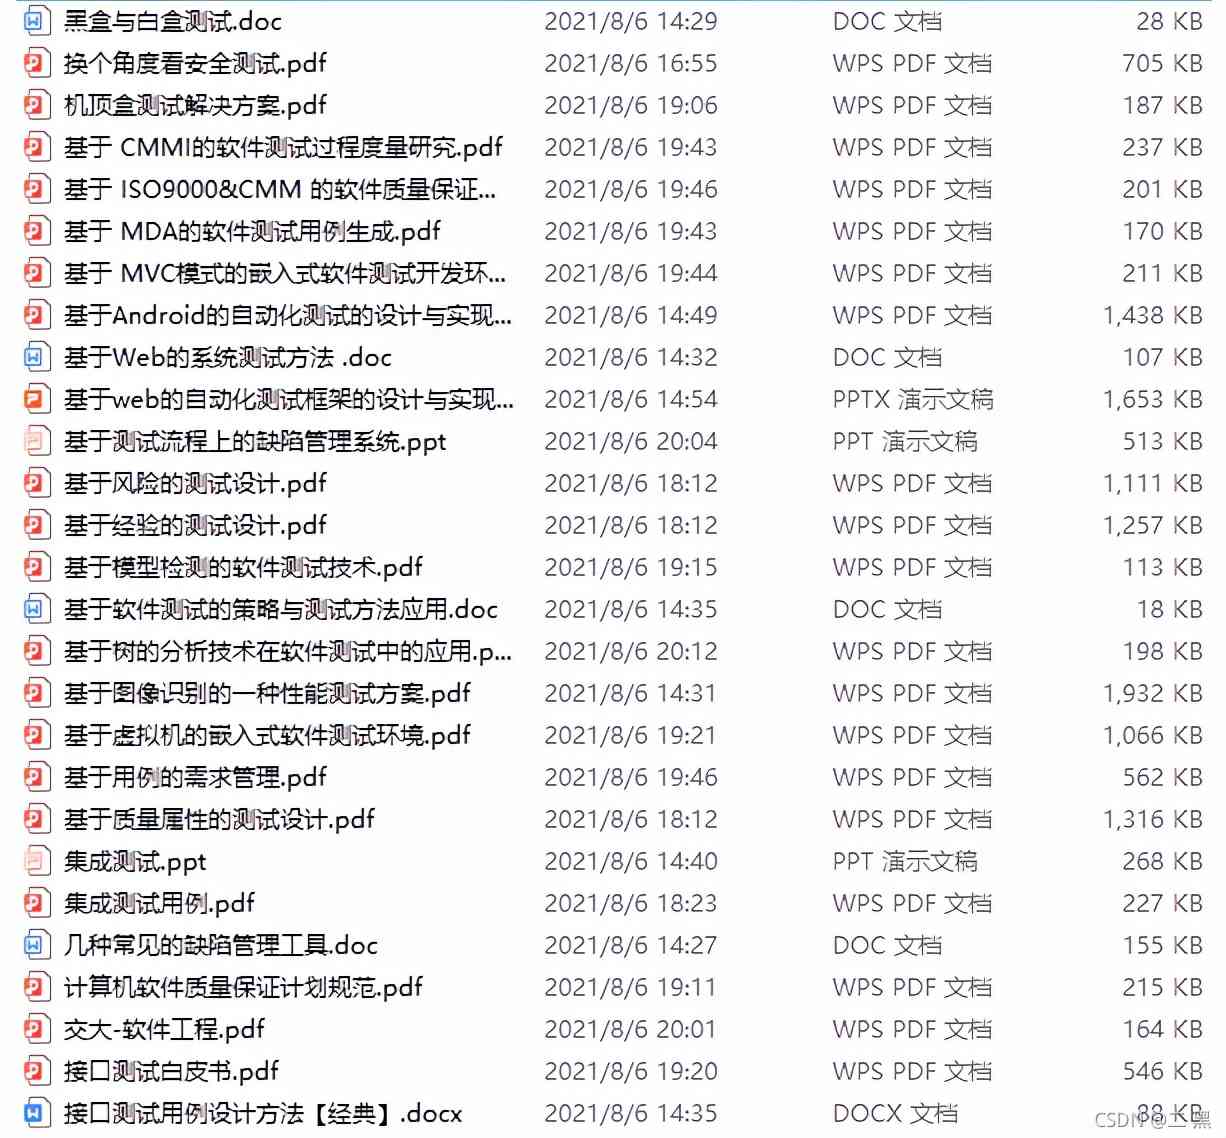 黑盒与白盒测试.doc 2021/8/6 14:29 DOC 文档 28 KB
换个角度看安全测试.pdf 2021/8/6 16:55 WPS PDF 文档 705 KB
机顶盒测试解决方案.pdf 2021/8/6 19:06 WPS PDF 文档 187 KB
基于 CMMI的软件测试过程度量研究.pdf 2021/8/6 19:43 WPS PDF 文档 237 KB
基于 ISO9000&CMM 的软件质量保证... 2021/8/6 19:46 WPS PDF 文档 201 KB
基于 MDA的软件测试用例生成.pdf 2021/8/6 19:43 WPS PDF 文档 170 KB
基于 MVC模式的嵌入式软件测试开发环... 2021/8/6 19:44 WPS PDF 文档 211 KB
基于Android的自动化测试的设计与实现... 2021/8/6 14:49 WPS PDF 文档 1,438 KB
基于Web的系统测试方法 .doc 2021/8/6 14:32 DOC 文档 107 KB
基于web的自动化测试框架的设计与实现... 2021/8/6 14:54 PPTX 演示文稿 1,653 KB
基于测试流程上的缺陷管理系统.ppt 2021/8/6 20:04 PPT 演示文稿 513 KB
基于风险的测试设计.pdf 2021/8/6 18:12 WPS PDF 文档 1,111 KB
基于经验的测试设计.pdf 2021/8/6 18:12 WPS PDF 文档 1,257 KB
基于模型检测的软件测试技术.pdf 2021/8/6 19:15 WPS PDF 文档 113 KB
基于软件测试的策略与测试方法应用.doc 2021/8/6 14:35 DOC 文档 18 KB
基于树的分析技术在软件测试中的应用.p... 2021/8/6 20:12 WPS PDF 文档 198 KB
基于图像识别的一种性能测试方案.pdf 2021/8/6 14:31 WPS PDF 文档 1,932 KB
基于虚拟机的嵌入式软件测试环境.pdf 2021/8/6 19:21 WPS PDF 文档 1,066 KB
基于用例的需求管理.pdf 2021/8/6 19:46 WPS PDF 文档 562 KB
基于质量属性的测试设计.pdf 2021/8/6 18:12 WPS PDF 文档 1,316 KB
集成测试.ppt 2021/8/6 14:40 PPT 演示文稿 268 KB
集成测试用例.pdf 2021/8/6 18:23 WPS PDF 文档 227 KB
几种常见的缺陷管理工具.doc 2021/8/6 14:27 DOC 文档 155 KB
计算机软件质量保证计划规范.pdf 2021/8/6 19:11 WPS PDF 文档 215 KB
交大-软件工程.pdf 2021/8/6 20:01 WPS PDF 文档 164 KB
接口测试白皮书.pdf 2021/8/6 19:20 WPS PDF 文档 546 KB
接口测试用例设计方法【经典】.docx 2021/8/6 14:35 DOCX 文档 88 KB
CSDN @二黑